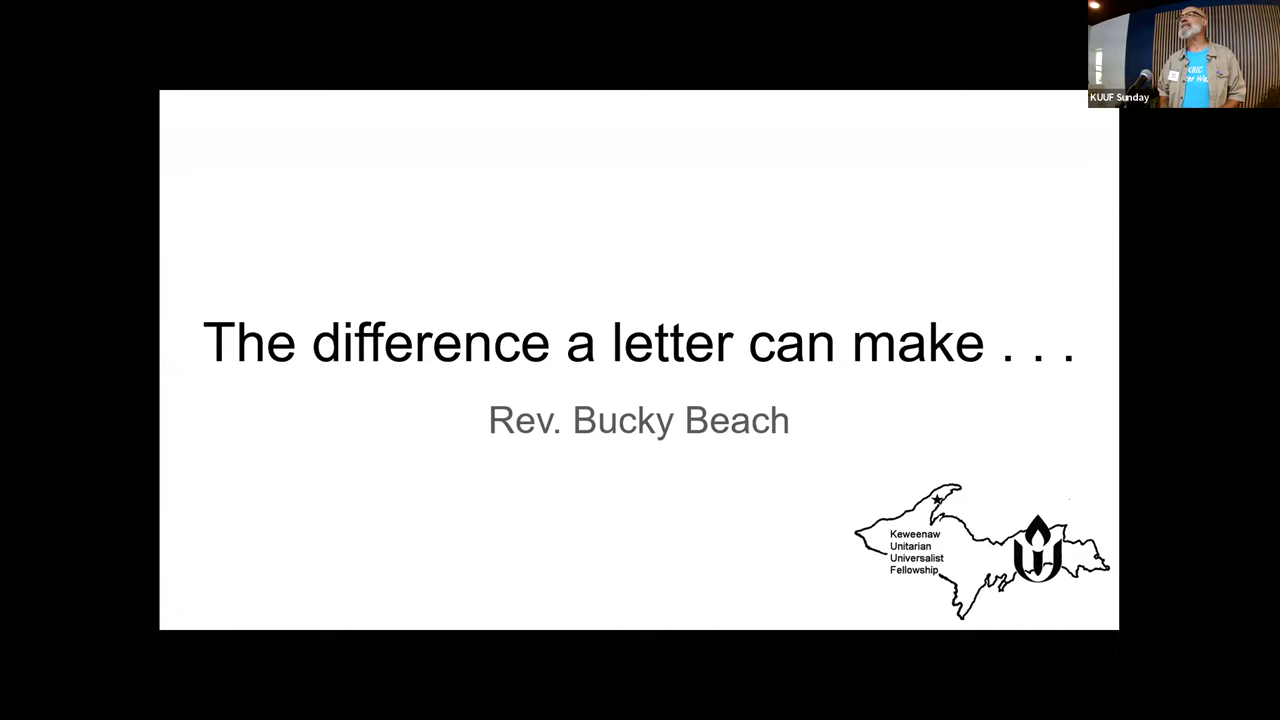 KUUF Sunday
The difference a letter can make . . .
Rev. Bucky Beach
Keweenaw
Unitarian
Universalist
Fellowship